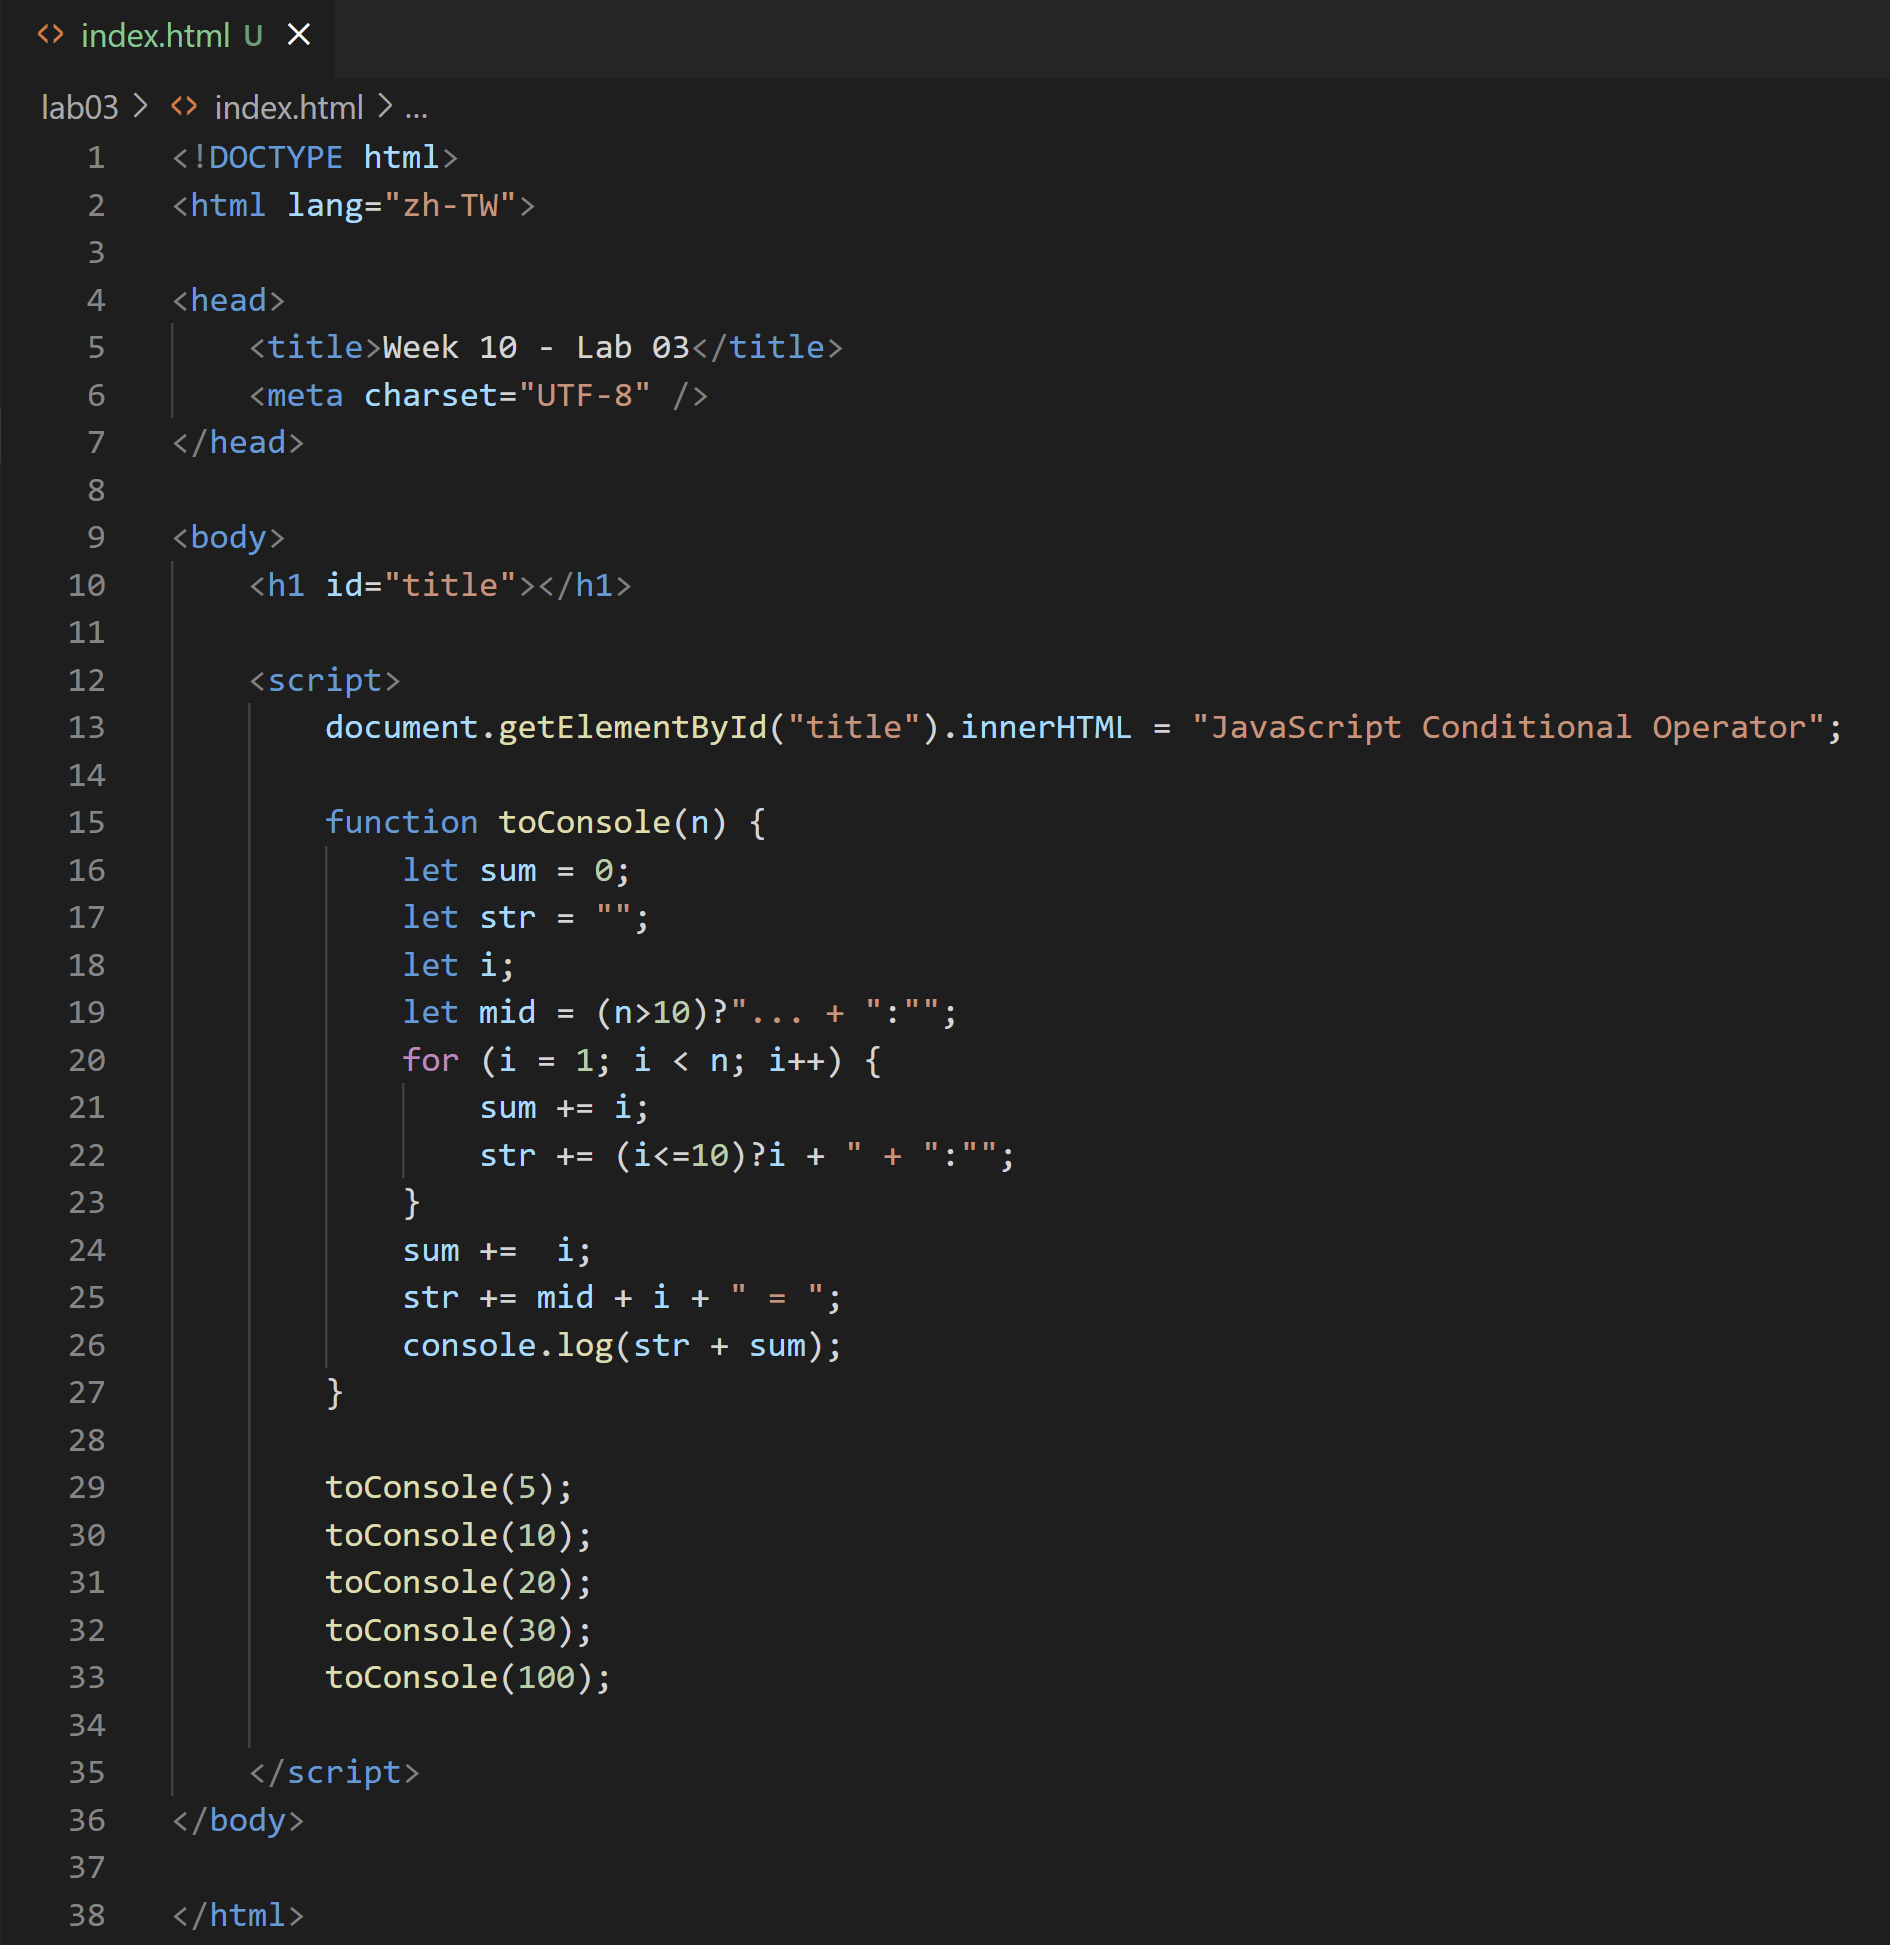 index.html U
lab03 > index.html > ...
1 <!DOCTYPE html>
2 <html lang="zh-TW">
3
4 <head>
5     <title>Week 10 - Lab 03</title>
6     <meta charset="UTF-8" />
7 </head>
8
9 <body>
10     <h1 id="title"></h1>
11
12     <script>
13         document.getElementById("title").innerHTML = "JavaScript Conditional Operator";
14
15         function toConsole(n) {
16             let sum = 0;
17             let str = "";
18             let i;
19             let mid = (n>10)?"... + ":"";
20             for (i = 1; i < n; i++) {
21                 sum += i;
22                 str += (i<=10)?i + " + ":"";
23             }
24             sum +=  i;
25             str += mid + i + " = ";
26             console.log(str + sum);
27         }
28
29         toConsole(5);
30         toConsole(10);
31         toConsole(20);
32         toConsole(30);
33         toConsole(100);
34
35     </script>
36 </body>
37
38 </html>